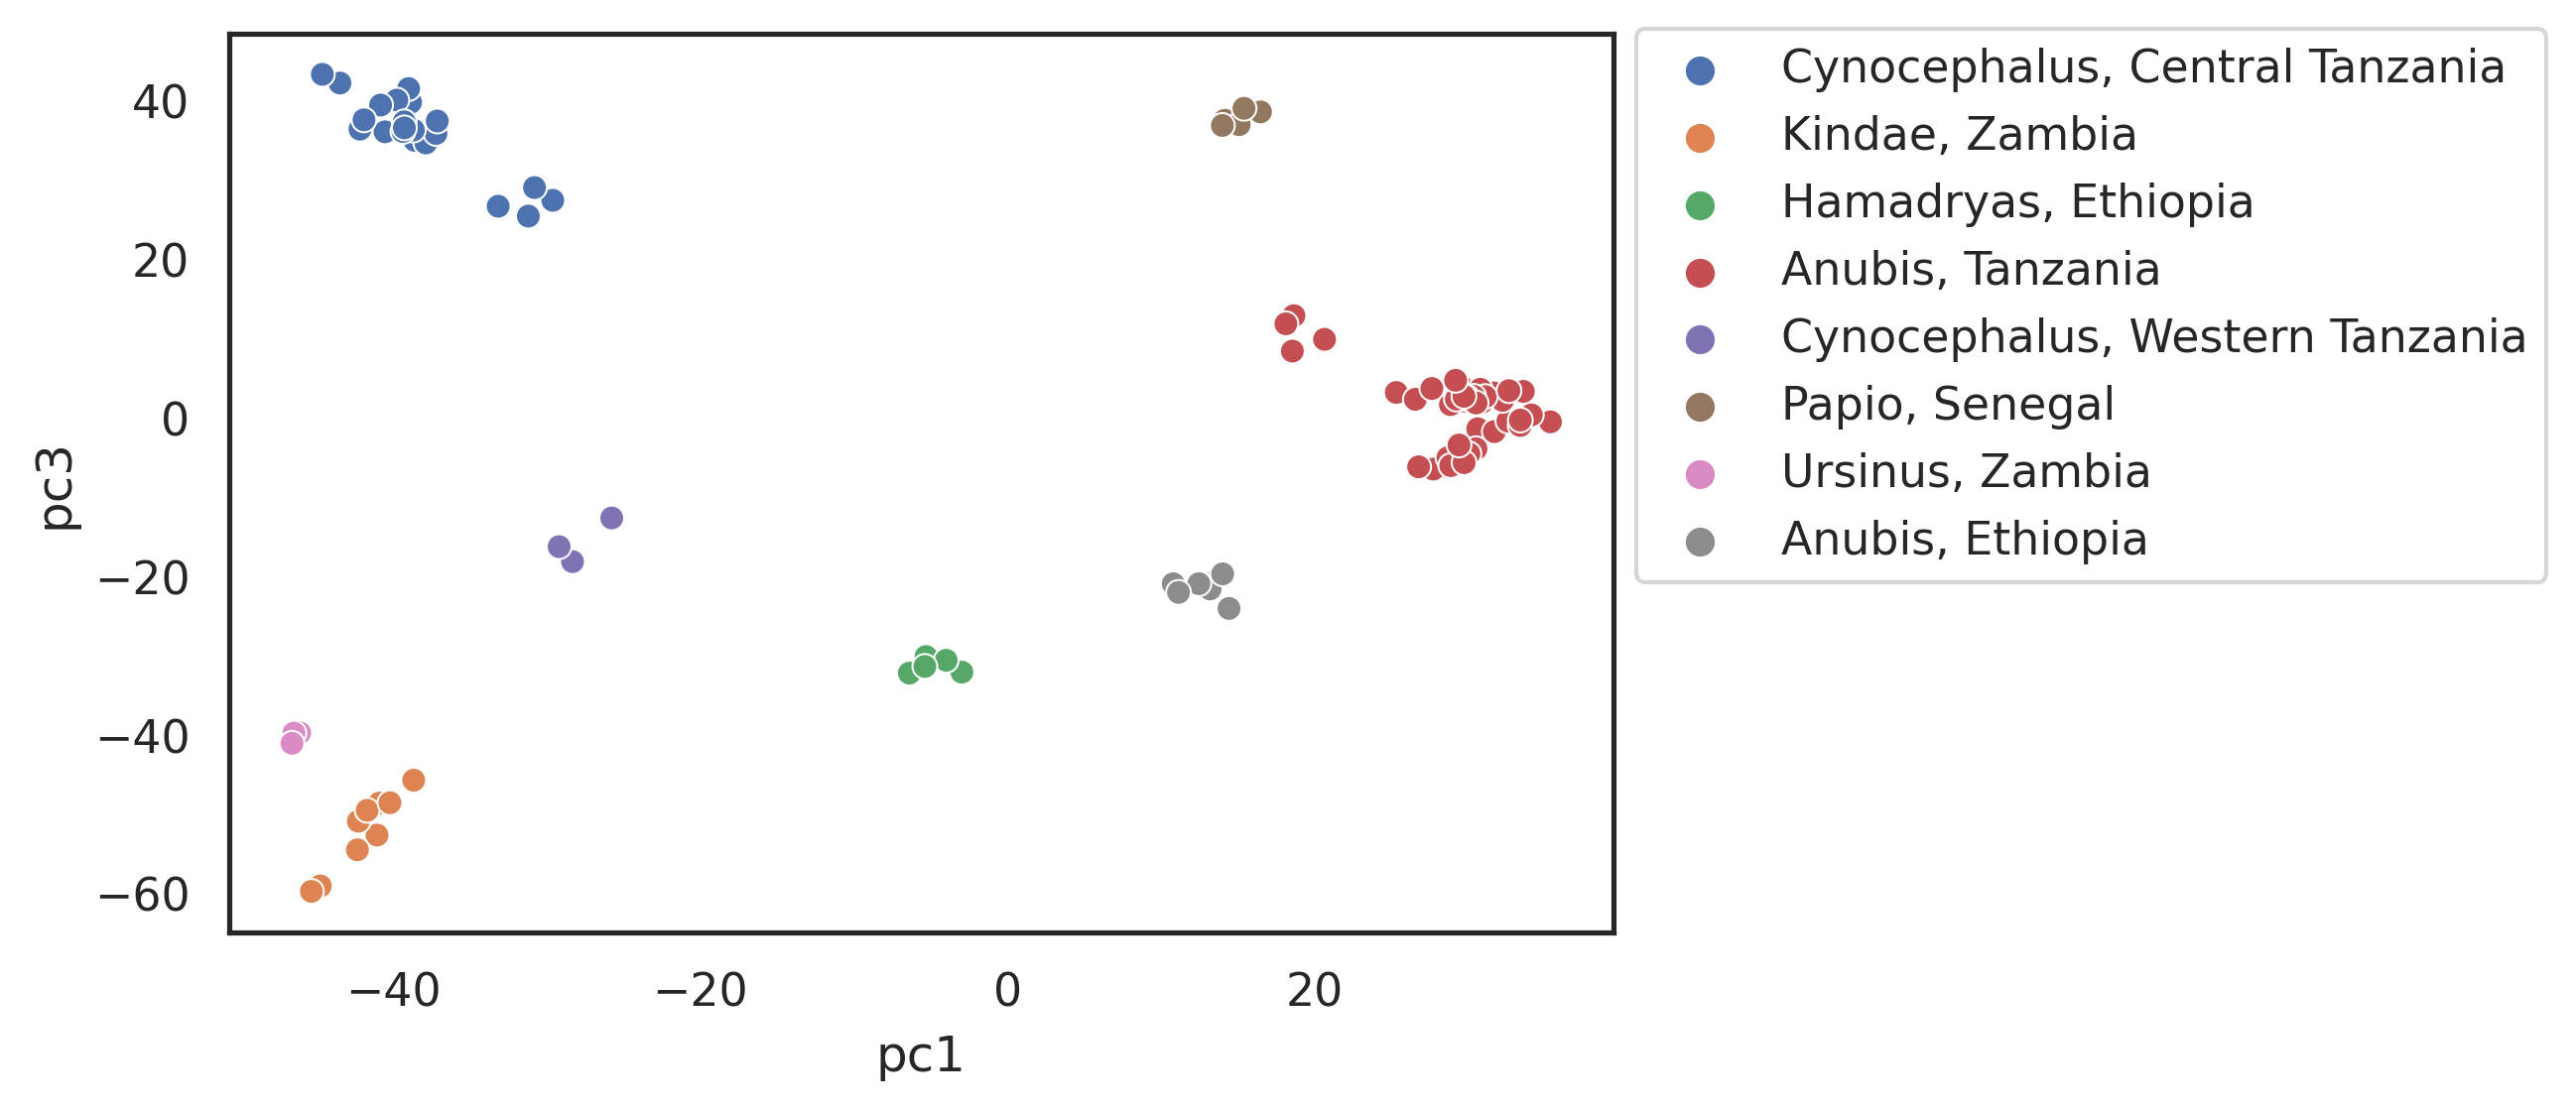 40
20
0
−20
−40
−60
pc3
−40
−20
0
20
pc1
Cynocephalus, Central Tanzania
Kindae, Zambia
Hamadryas, Ethiopia
Anubis, Tanzania
Cynocephalus, Western Tanzania
Papio, Senegal
Ursinus, Zambia
Anubis, Ethiopia